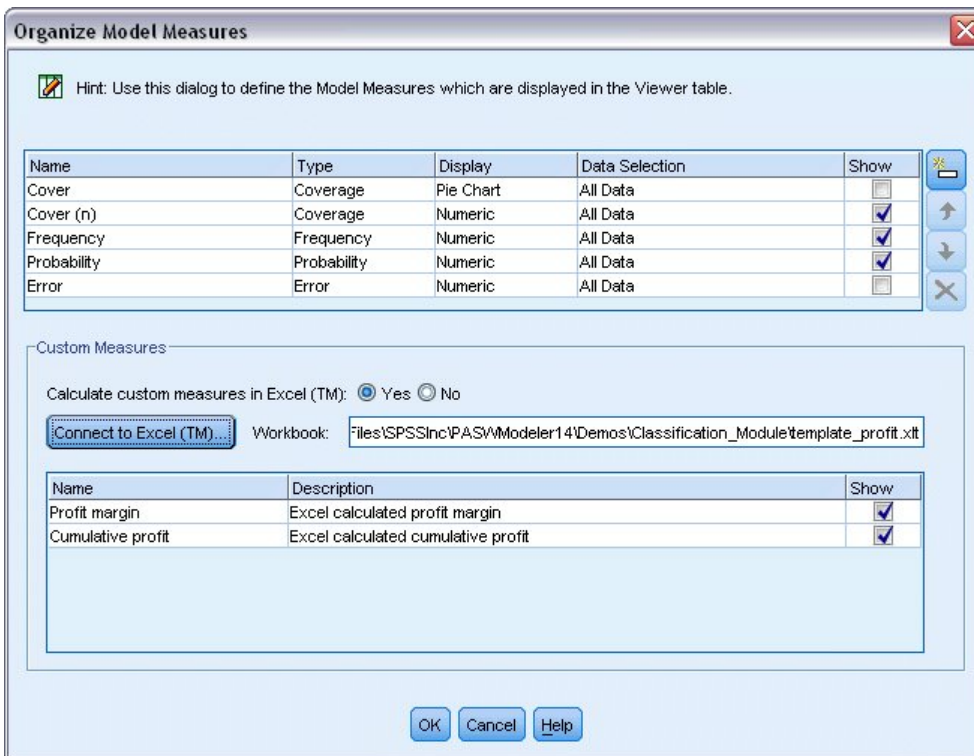 Organize Model Measures
Hint: Use this dialog to define the Model Measures which are displayed in the Viewer table.
Name Type Display Data Selection Show
Cover Coverage Pie Chart All Data
Cover (n) Coverage Numeric All Data
Frequency Frequency Numeric All Data
Probability Probability Numeric All Data
Error Error Numeric All Data
Custom Measures
Calculate custom measures in Excel (TM): Yes No
Connect to Excel (TM)... Workbook: Files\SPSSInc\PASWModeler14\Demos\Classification_Module\template_profit.xlt
Name Description Show
Profit margin Excel calculated profit margin
Cumulative profit Excel calculated cumulative profit
OK Cancel Help